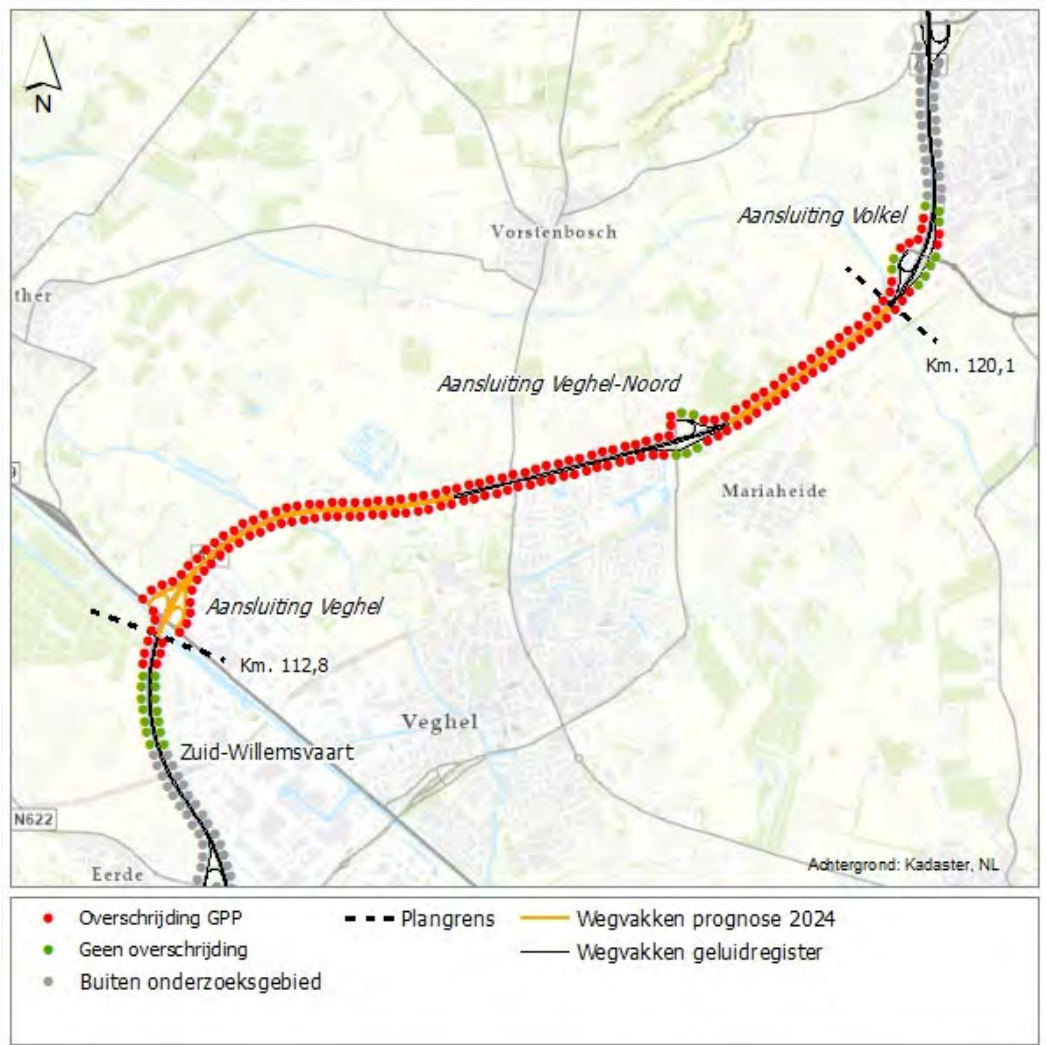 N
Aansluiting Volkel
Vorstenbosch
ther
Km. 120,1
Aansluiting Veghel-Noord
Mariaheide
Aansluiting Veghel
Km. 112,8
Veghel
Zuid-Willemsvaart
N622
Eerde
Achtergrond: Kadaster, NL
Overschrijding GPP
Plangrens
Wegvakken prognose 2024
Geen overschrijding
Wegvakken geluidregister
Buiten onderzoeksgebied